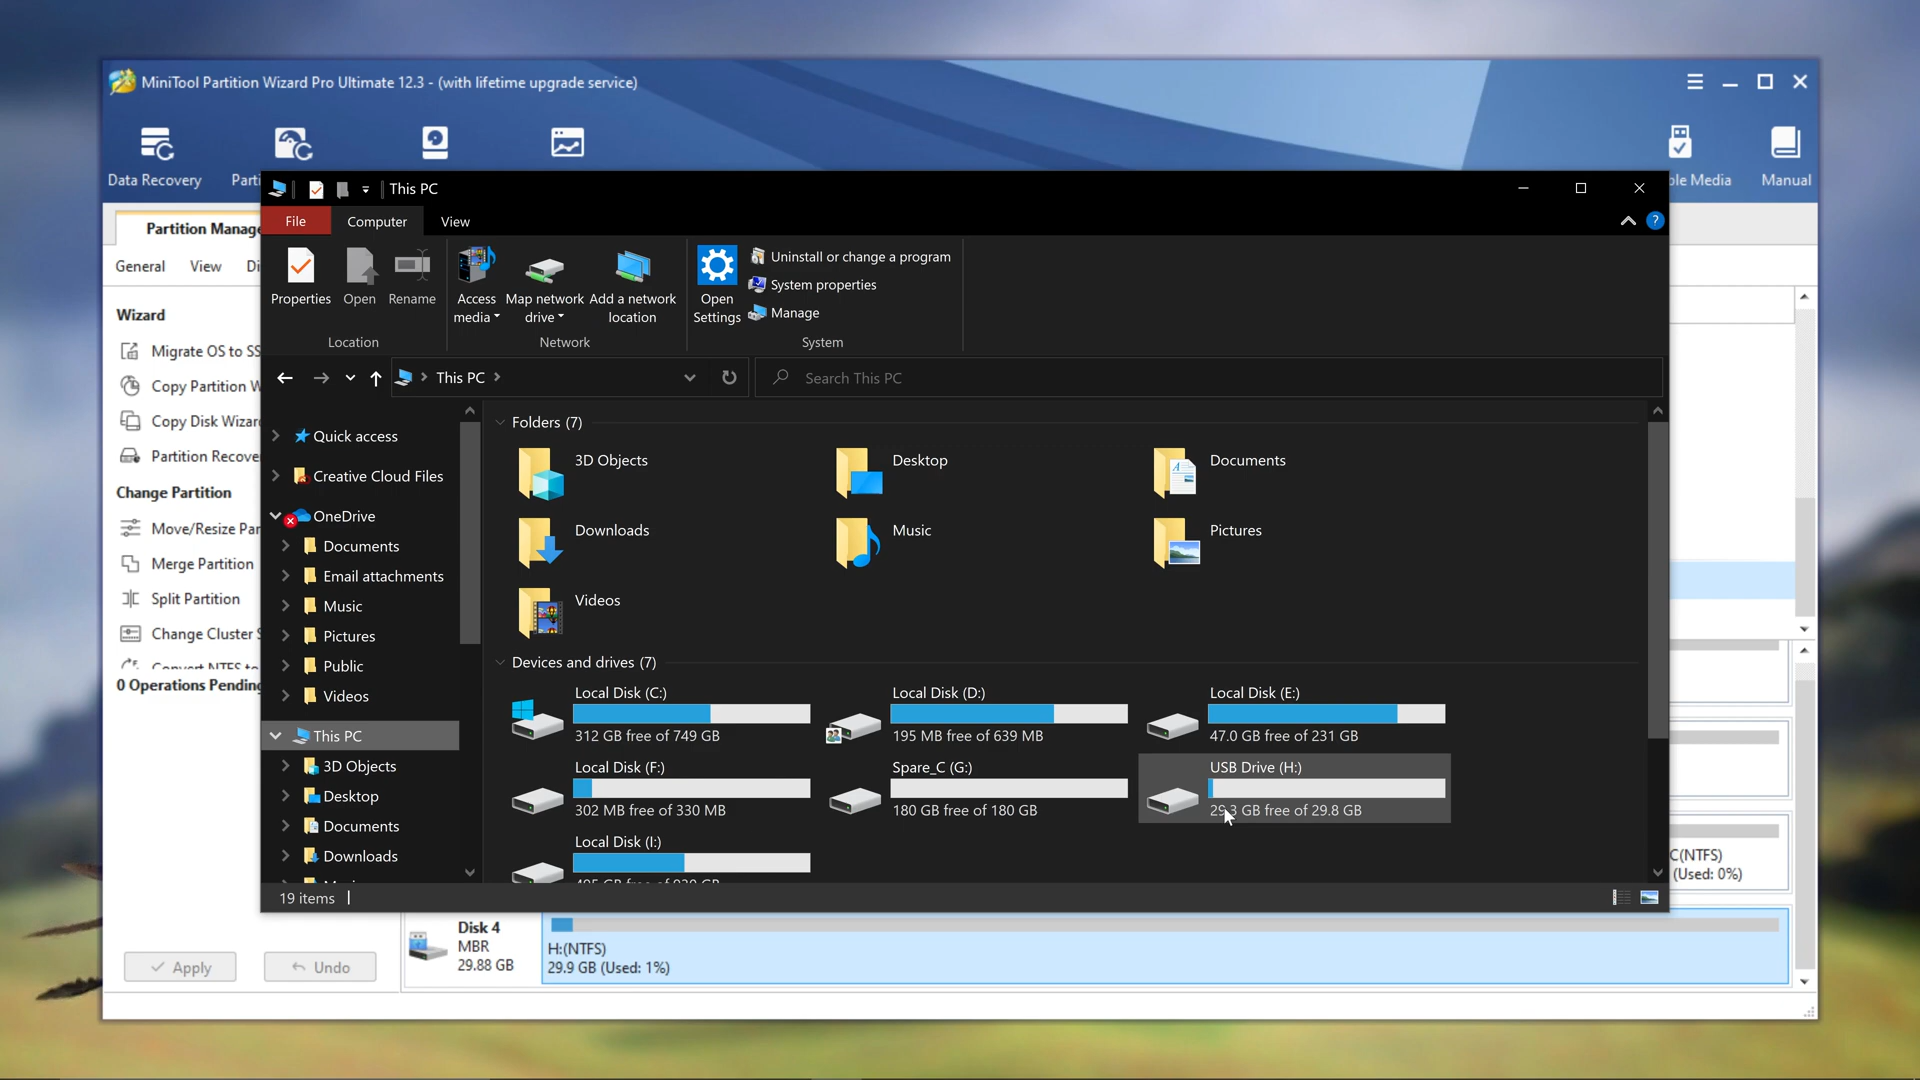 MiniTool Partition Wizard Pro Ultimate 12.3 - (with lifetime upgrade service)
Data Recovery
Parti
ble Media
Manual
This PC
File
Computer
View
?
Partition Manage
General
View
Di
Properties
Open
Rename
Access media
Map network drive
Add a network location
Open Settings
Uninstall or change a program
System properties
Manage
Location
Network
System
This PC
Search This PC
Wizard
Migrate OS to SS
Copy Partition W
Copy Disk Wizar
Partition Recove
Change Partition
Move/Resize Par
Merge Partition
Split Partition
Change Cluster S
0 Operations Pending
Apply
Undo
Quick access
Creative Cloud Files
OneDrive
Documents
Email attachments
Music
Pictures
Public
Videos
This PC
3D Objects
Desktop
Documents
Downloads
Folders (7)
3D Objects
Desktop
Documents
Downloads
Music
Pictures
Videos
Devices and drives (7)
Local Disk (C:)
312 GB free of 749 GB
Local Disk (D:)
195 MB free of 639 MB
Local Disk (E:)
47.0 GB free of 231 GB
Local Disk (F:)
302 MB free of 330 MB
Spare_C (G:)
180 GB free of 180 GB
USB Drive (H:)
29.3 GB free of 29.8 GB
Local Disk (I:)
19 items
C(NTFS)
(Used: 0%)
Disk 4
MBR
29.88 GB
H:(NTFS)
29.9 GB (Used: 1%)